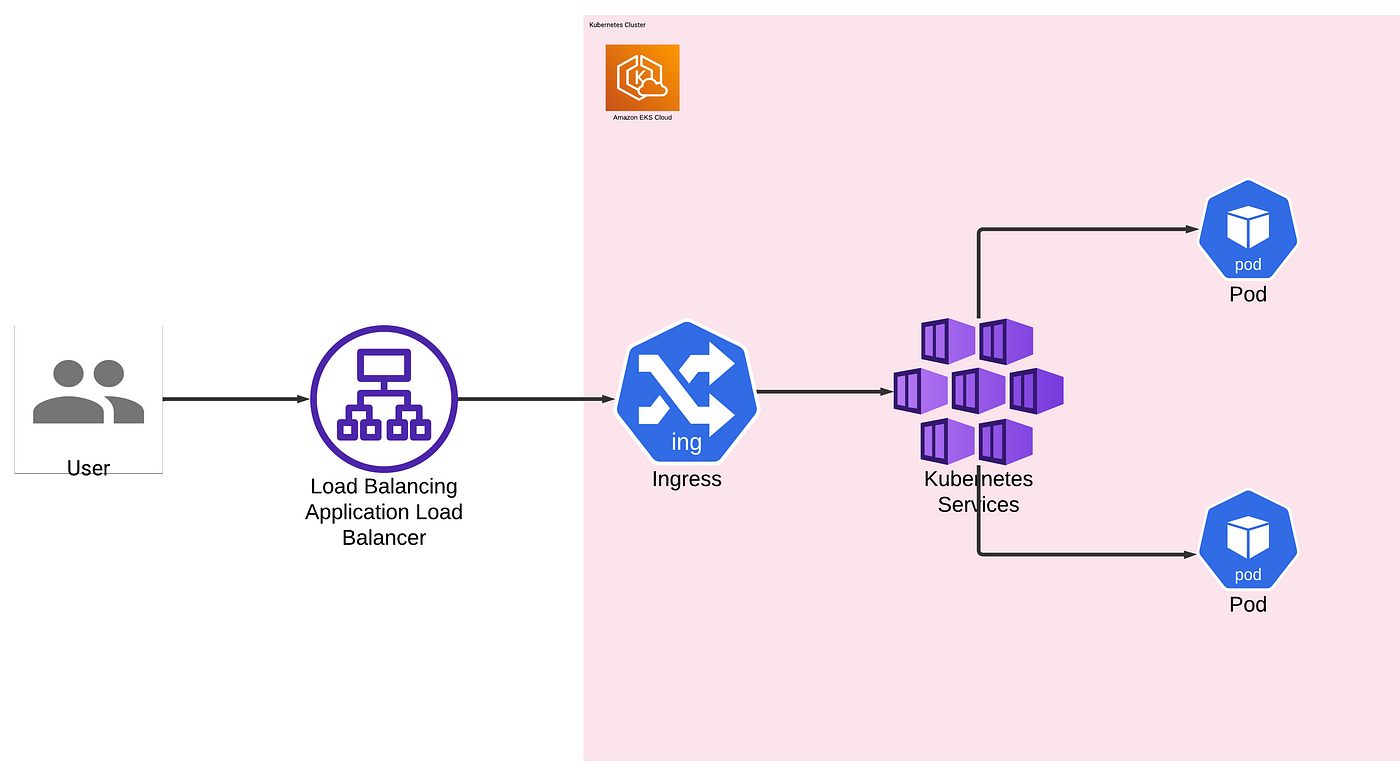 Kubernetes Cluster
Amazon EKS Cloud
User
Load Balancing
Application Load
Balancer
ing
Ingress
Kubernetes
Services
pod
Pod
pod
Pod